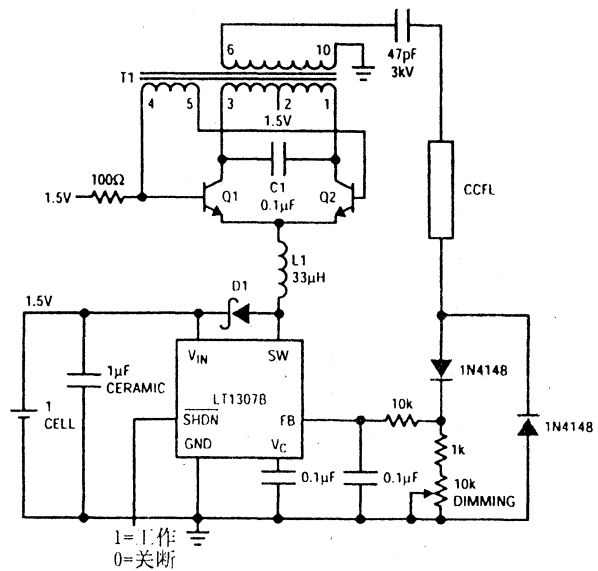 6
10
47pF
3kV
T1
4
5
3
2
1
1.5V
100Ω
1.5V
Q1
C1
0.1µF
Q2
CCFL
L1
33µH
D1
1.5V
VIN
SW
1N4148
1µF
CERAMIC
LT1307B
10k
1
CELL
SHDN
FB
1N4148
GND
VC
1k
0.1µF
0.1µF
10k
DIMMING
1=工作
0=关断